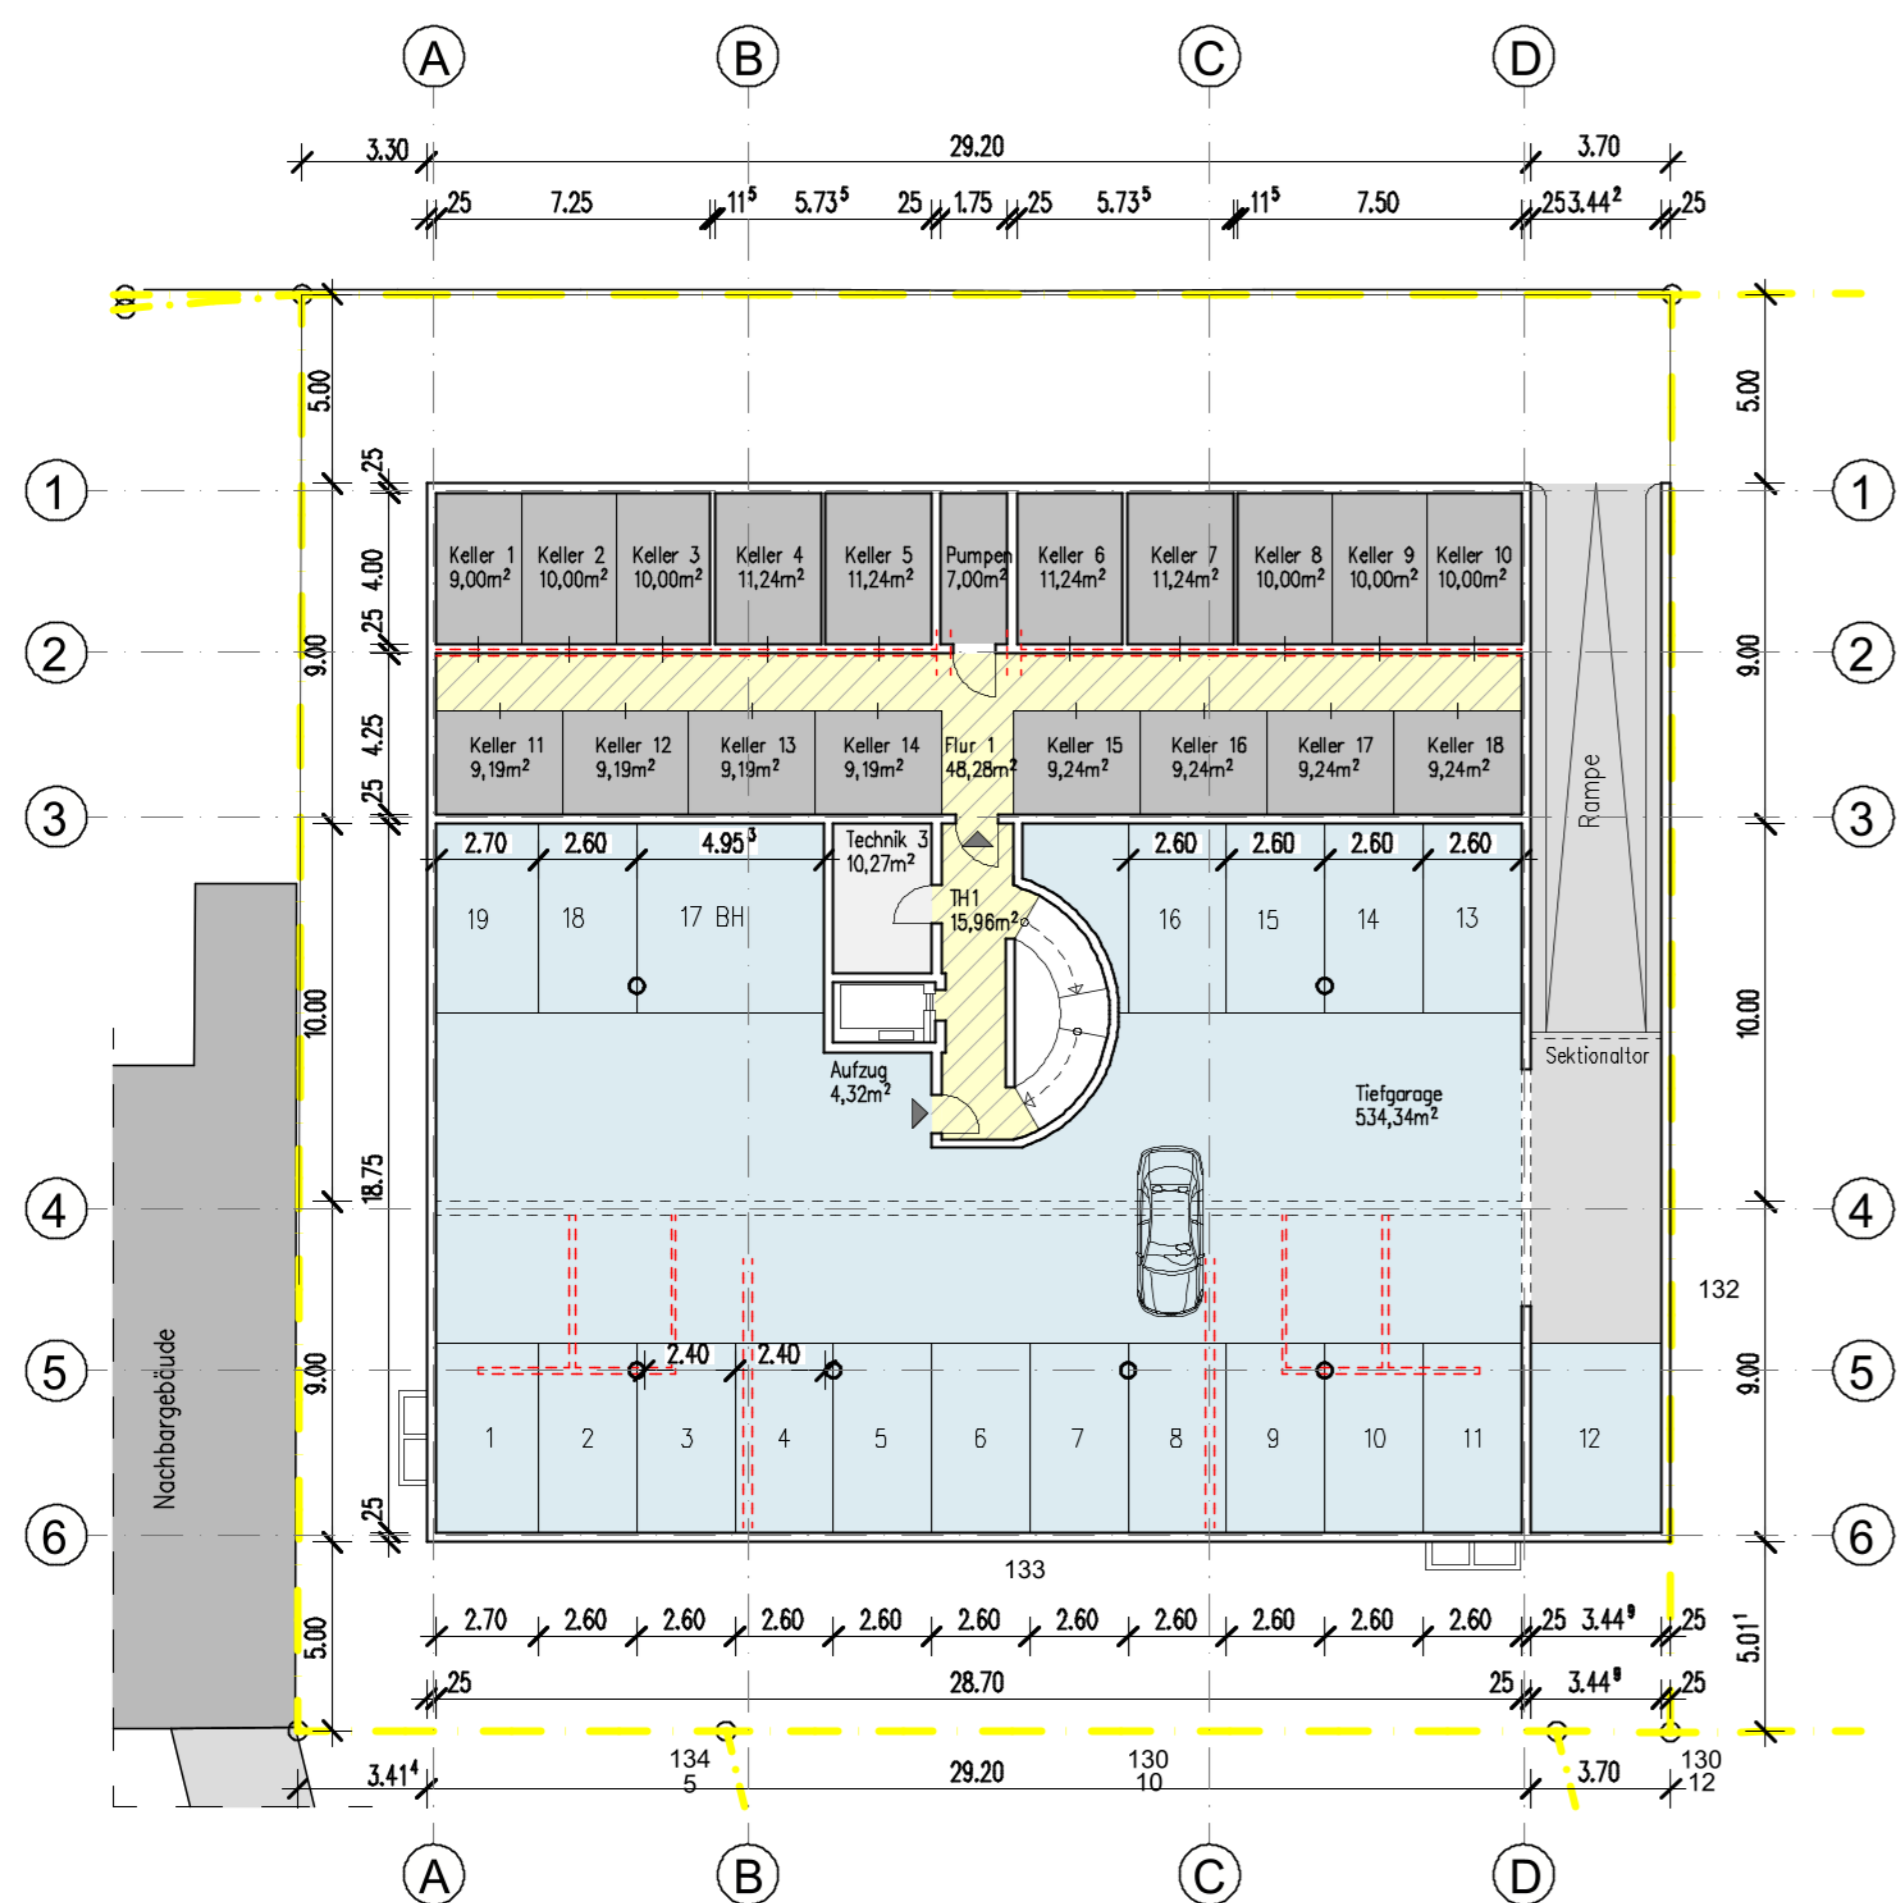 A B C D
3.30 29.20 3.70
25 7.25 11⁵ 5.73⁵ 25 1.75 25 5.73⁵ 11⁵ 7.50 25 3.44² 25
5.00 5.00
25
1 1
4.00
Keller 1 Keller 2 Keller 3 Keller 4 Keller 5 Pumpen Keller 6 Keller 7 Keller 8 Keller 9 Keller 10
9,00m² 10,00m² 10,00m² 11,24m² 11,24m² 7,00m² 11,24m² 11,24m² 10,00m² 10,00m² 10,00m²
25
2 2
9.00 9.00
4.25
Keller 11 Keller 12 Keller 13 Keller 14 Flur 1 Keller 15 Keller 16 Keller 17 Keller 18
9,19m² 9,19m² 9,19m² 9,19m² 48,28m² 9,24m² 9,24m² 9,24m² 9,24m²
Rampe
25
3 3
2.70 2.60 4.95³ Technik 3 2.60 2.60 2.60 2.60
10,27m²
TH1
15,96m²
19 18 17 BH 16 15 14 13
10.00 10.00
Sektionaltor
Aufzug
4,32m²
Tiefgarage
534,34m²
18.75
4 4
132
Nachbargebäude
9.00 9.00
2.40 2.40
5 5
1 2 3 4 5 6 7 8 9 10 11 12
25
6 6
133
5.00 5.01¹
2.70 2.60 2.60 2.60 2.60 2.60 2.60 2.60 2.60 2.60 2.60 25 3.44⁹ 25
25 28.70 25 3.44⁹ 25
134 130 130
3.41⁴ 5 29.20 10 3.70 12
A B C D